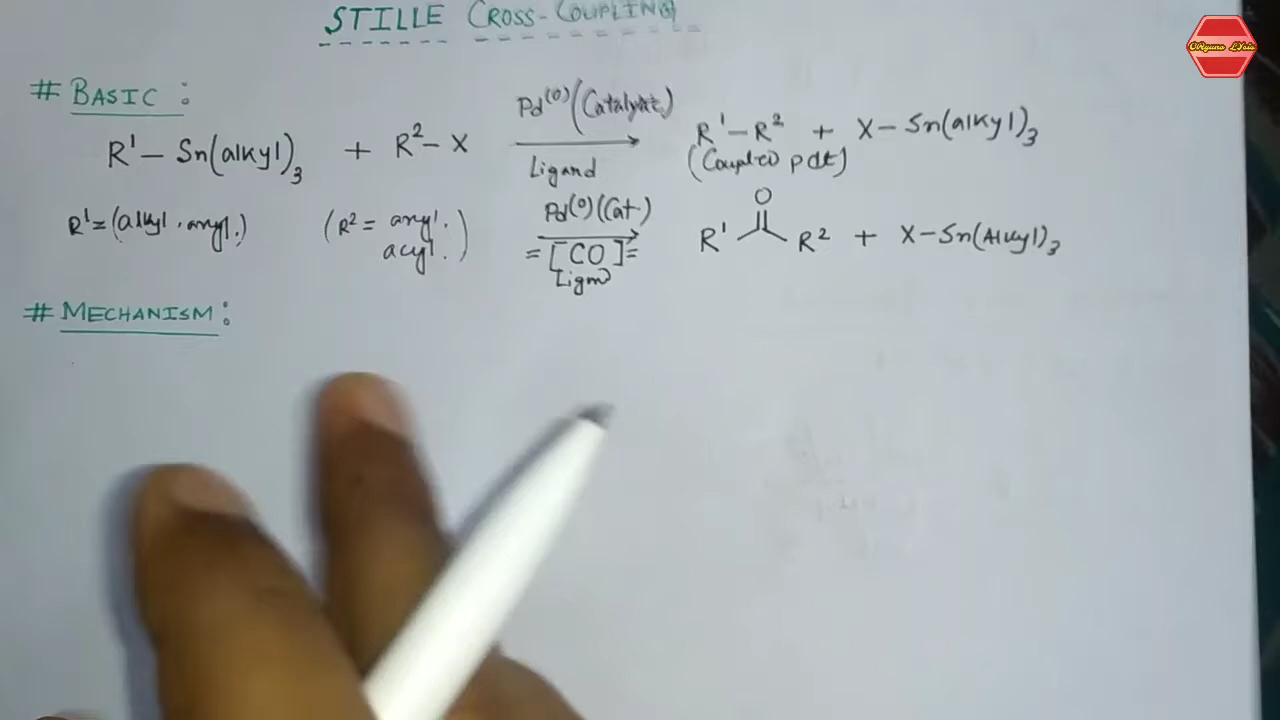 STILLE CROSS-COUPLING
# BASIC :
R¹– Sn(alkyl)₃ + R²– X Pd⁽⁰⁾(Catalyst) Ligand R¹–R² + X– Sn(alkyl)₃
(Coupled pdt)
R¹=(alkyl, aryl.) (R² = aryl. acyl.) Pd(0)(Cat.) =[CO]= R¹ O R² + X–Sn(Alkyl)₃
# MECHANISM :